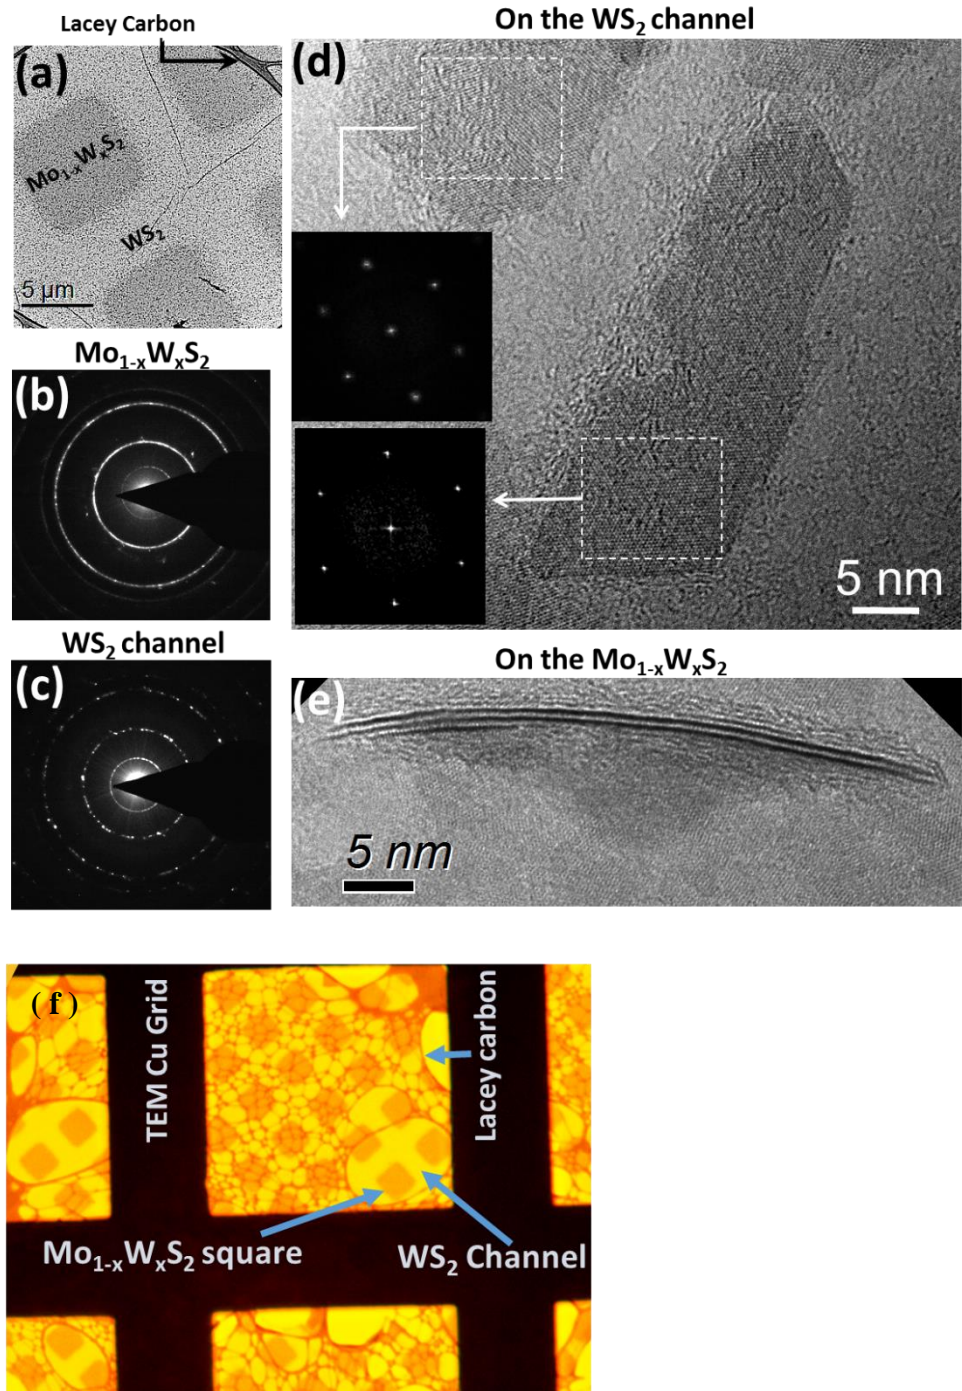 Lacey Carbon
(a)
Mo₁₋ₓWₓS₂
WS₂
5 μm
On the WS₂ channel
(d)
5 nm
Mo₁₋ₓWₓS₂
(b)
WS₂ channel
(c)
On the Mo₁₋ₓWₓS₂
(e)
5 nm
( f )
TEM Cu Grid
Lacey carbon
Mo₁₋ₓWₓS₂ square
WS₂ Channel